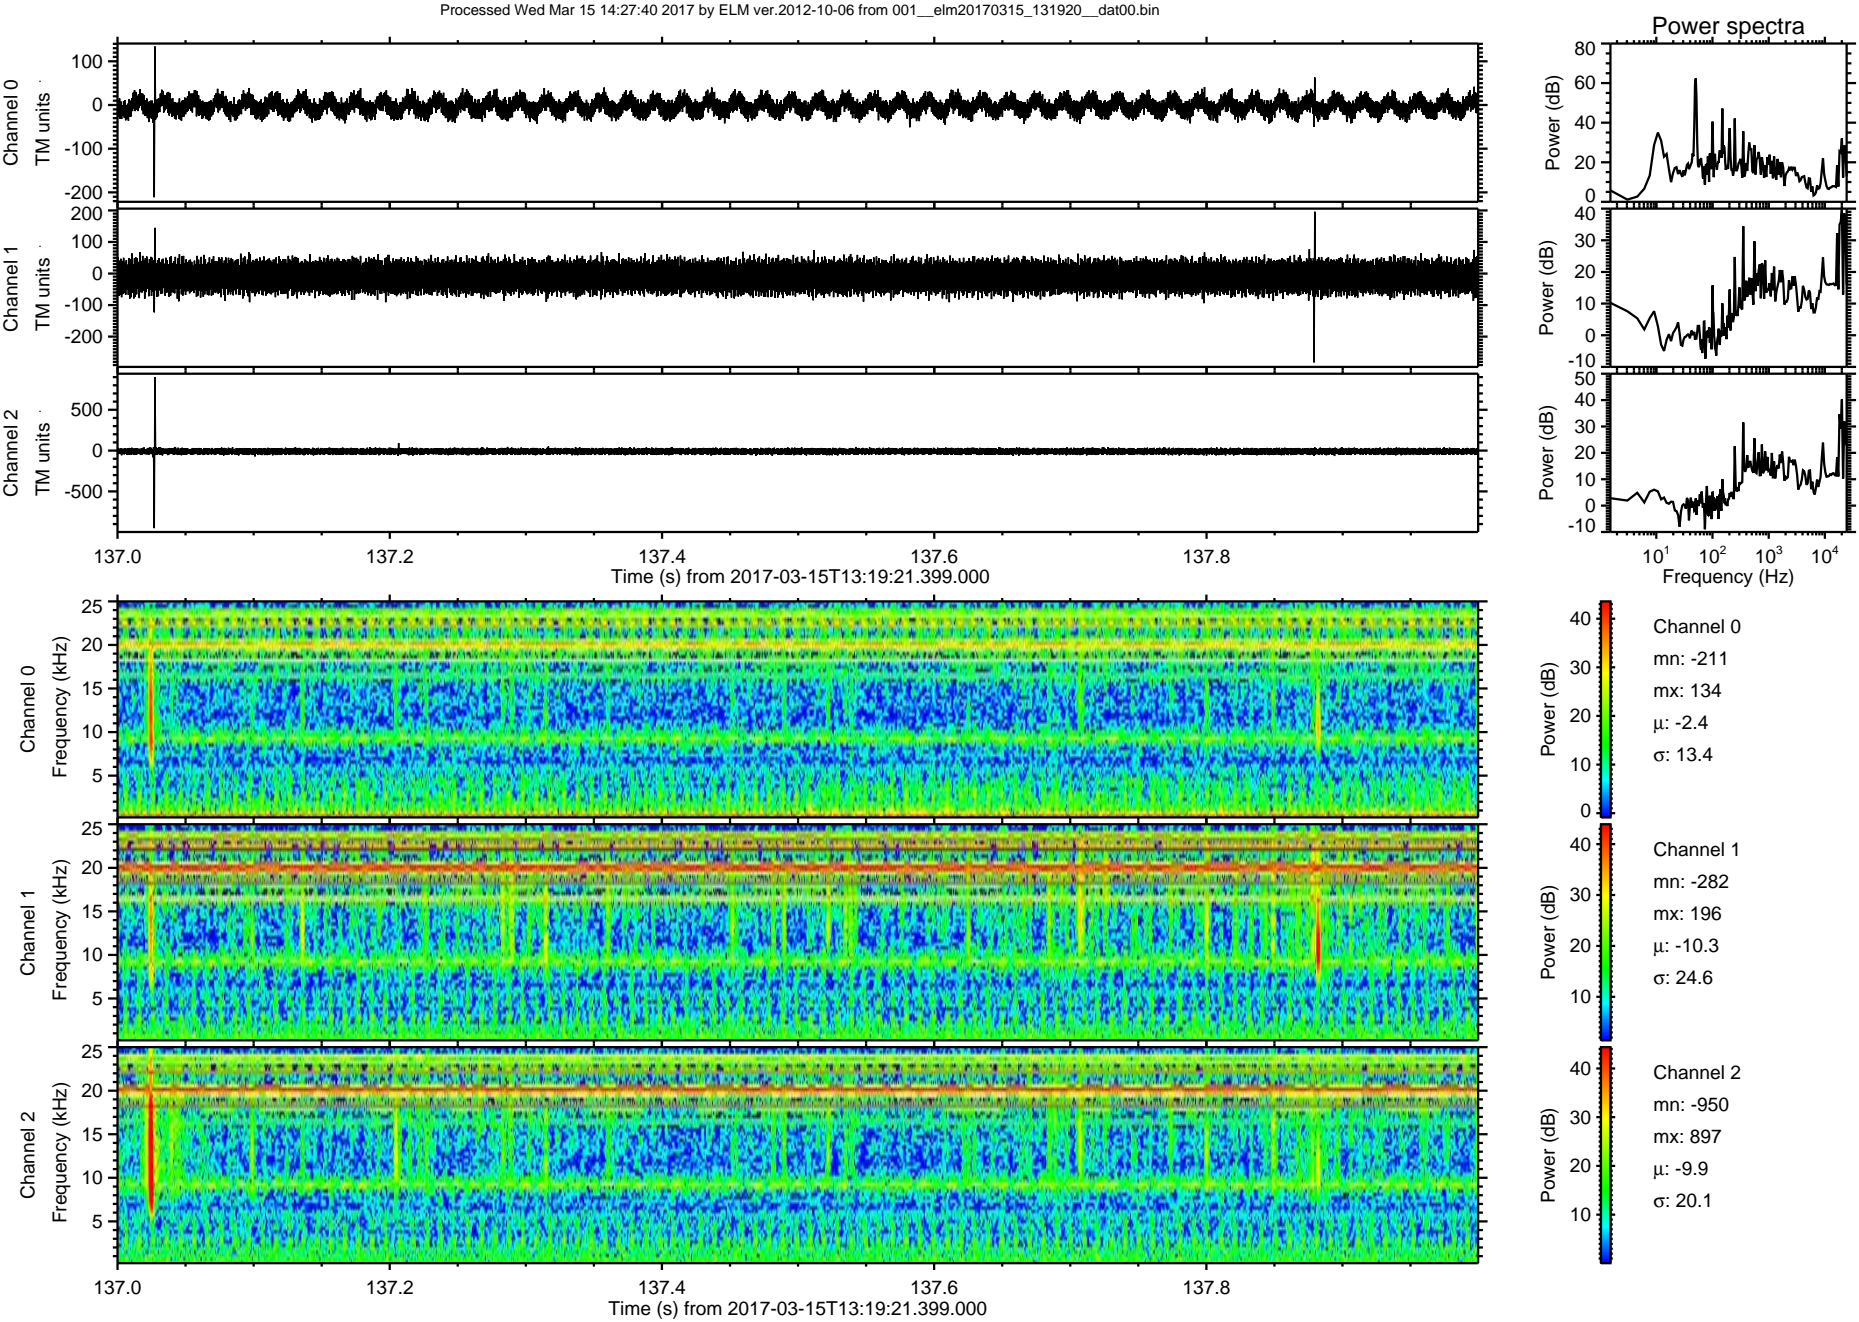 Processed Wed Mar 15 14:27:40 2017 by ELM ver.2012-10-06 from 001__elm20170315_131920__dat00.bin
Power spectra
Channel 0
TM units
100
0
-100
-200
Power (dB)
80
60
40
20
0
Channel 1
TM units
200
100
0
-100
-200
Power (dB)
40
30
20
10
0
-10
Channel 2
TM units
500
0
-500
Power (dB)
50
40
30
20
10
0
-10
137.0 137.2 137.4 137.6 137.8
Time (s) from 2017-03-15T13:19:21.399.000
10^1 10^2 10^3 10^4
Frequency (Hz)
Channel 0
Frequency (kHz)
25
20
15
10
5
Power (dB)
40
30
20
10
0
Channel 0
mn: -211
mx: 134
μ: -2.4
σ: 13.4
Channel 1
Frequency (kHz)
25
20
15
10
5
Power (dB)
40
30
20
10
Channel 1
mn: -282
mx: 196
μ: -10.3
σ: 24.6
Channel 2
Frequency (kHz)
25
20
15
10
5
Power (dB)
40
30
20
10
Channel 2
mn: -950
mx: 897
μ: -9.9
σ: 20.1
137.0 137.2 137.4 137.6 137.8
Time (s) from 2017-03-15T13:19:21.399.000